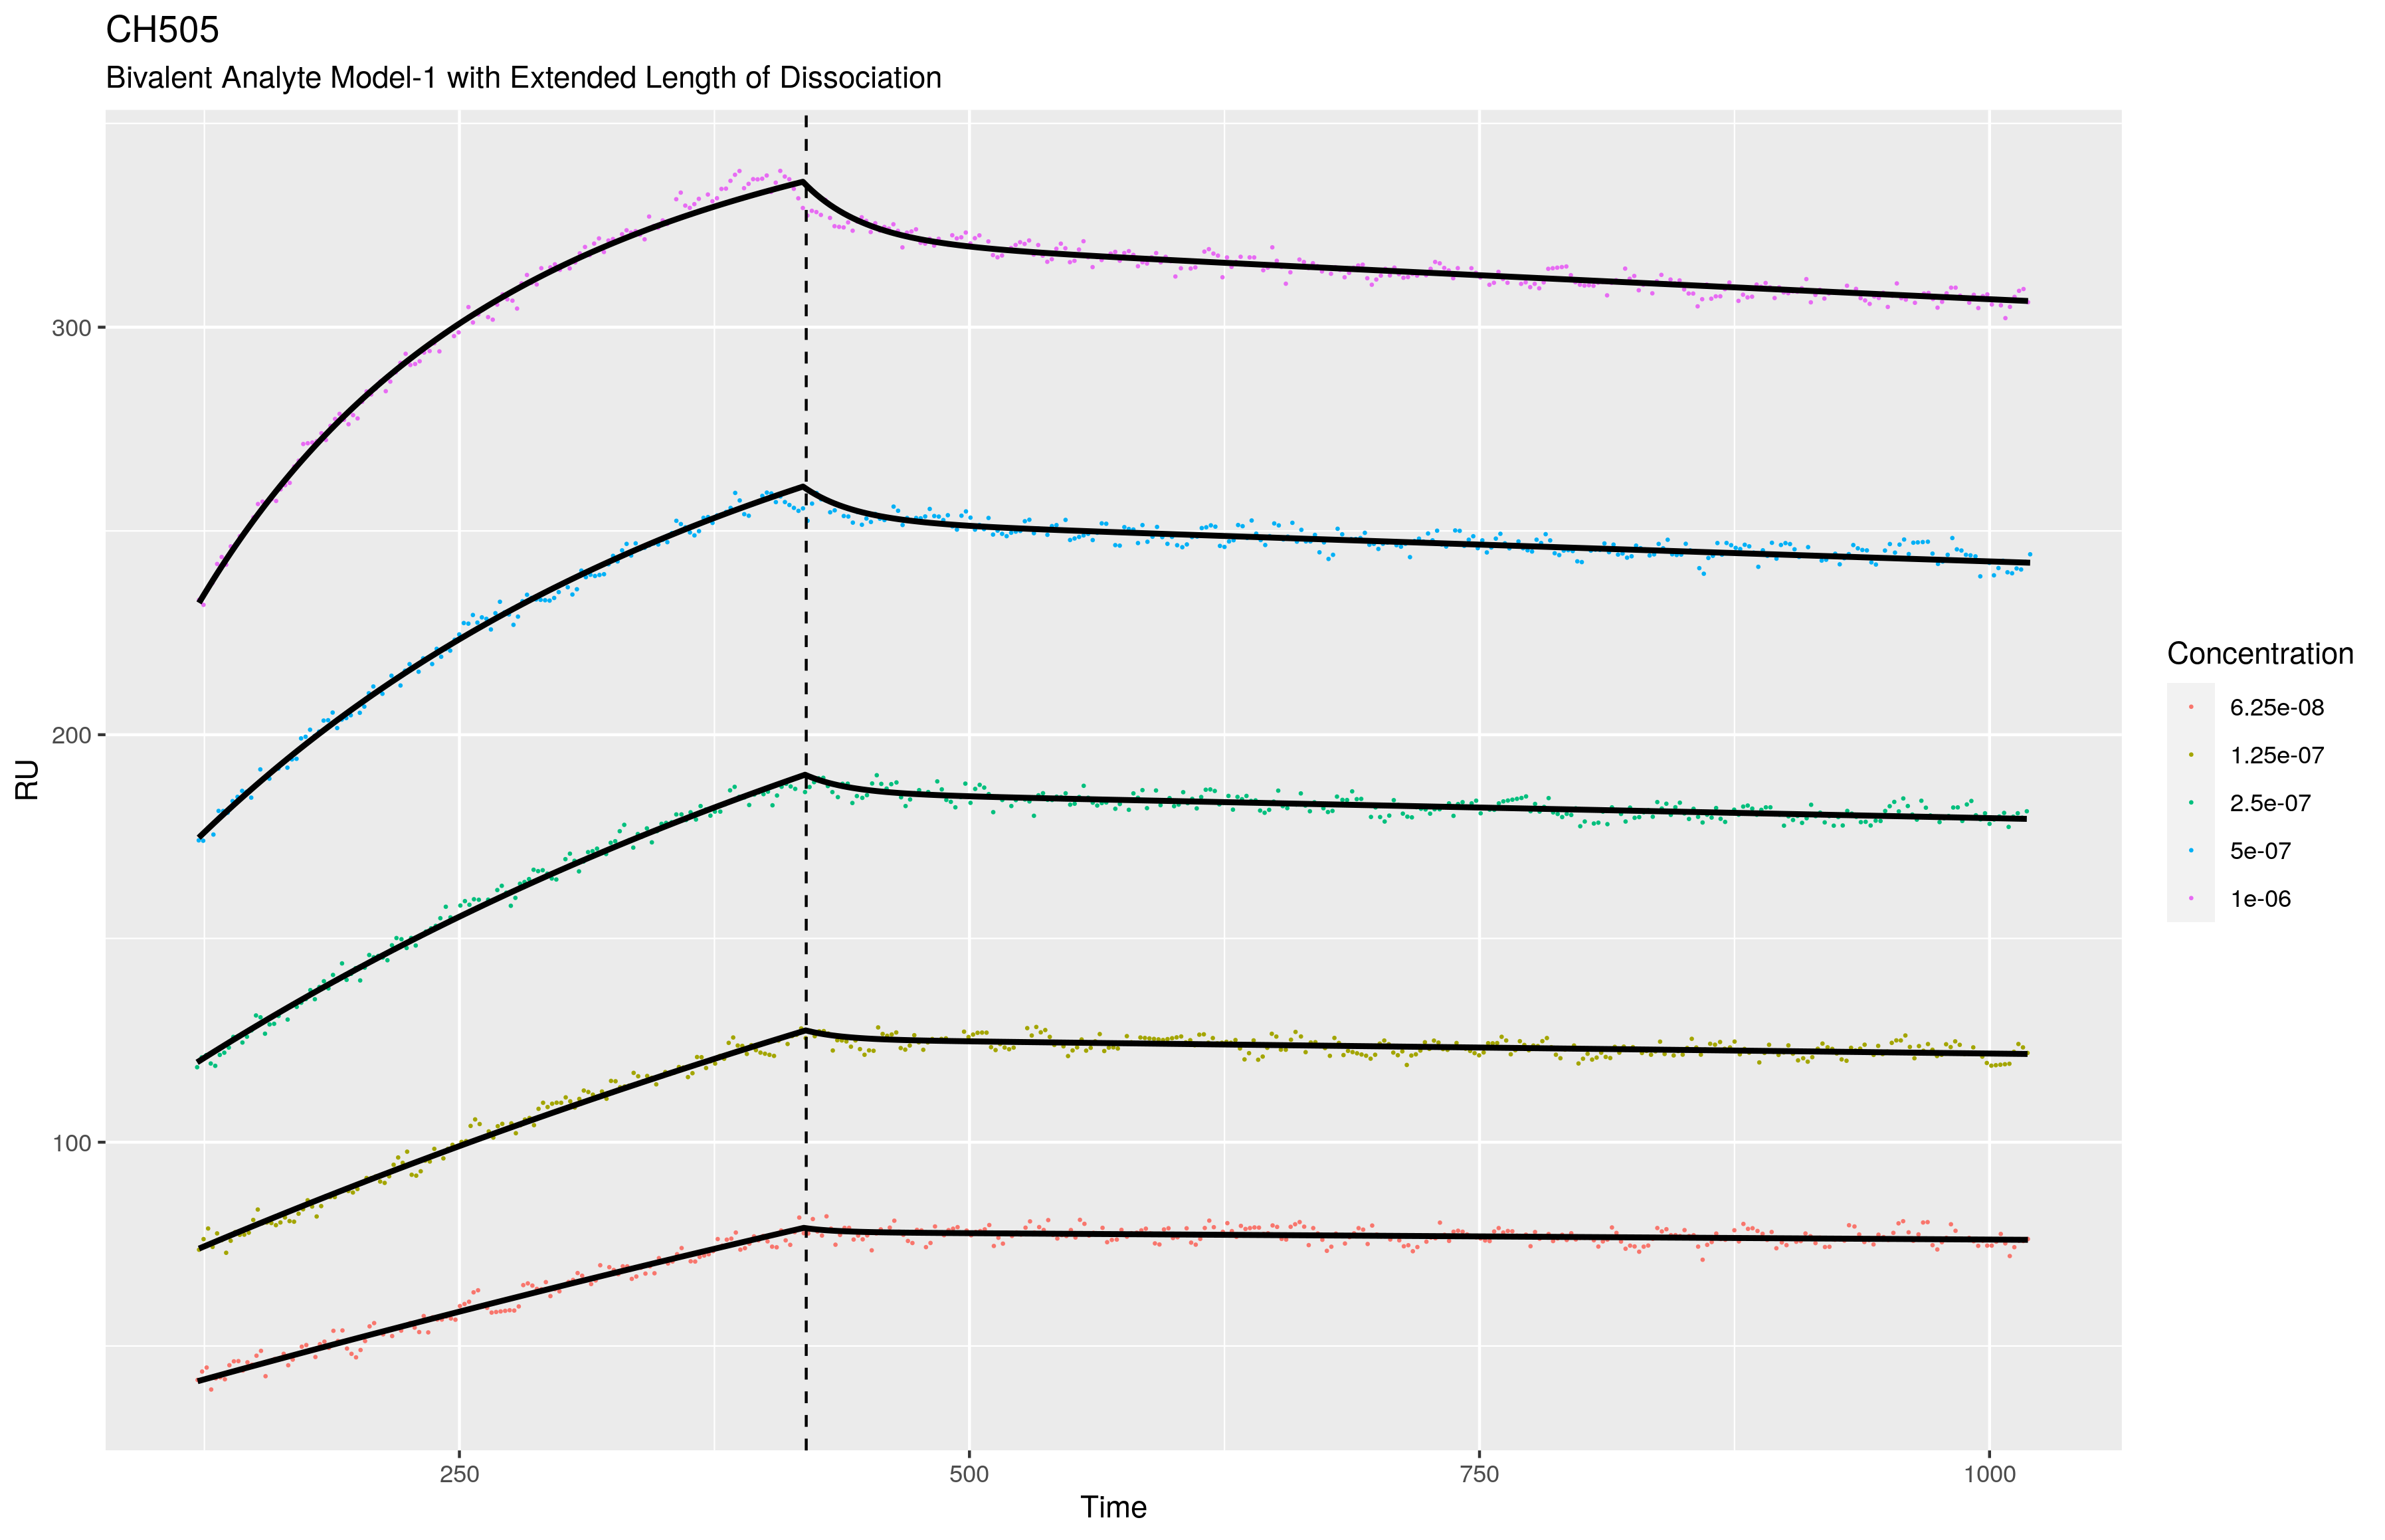 CH505
Bivalent Analyte Model-1 with Extended Length of Dissociation
300
200
100
RU
250
500
750
1000
Time
Concentration
6.25e-08
1.25e-07
2.5e-07
5e-07
1e-06